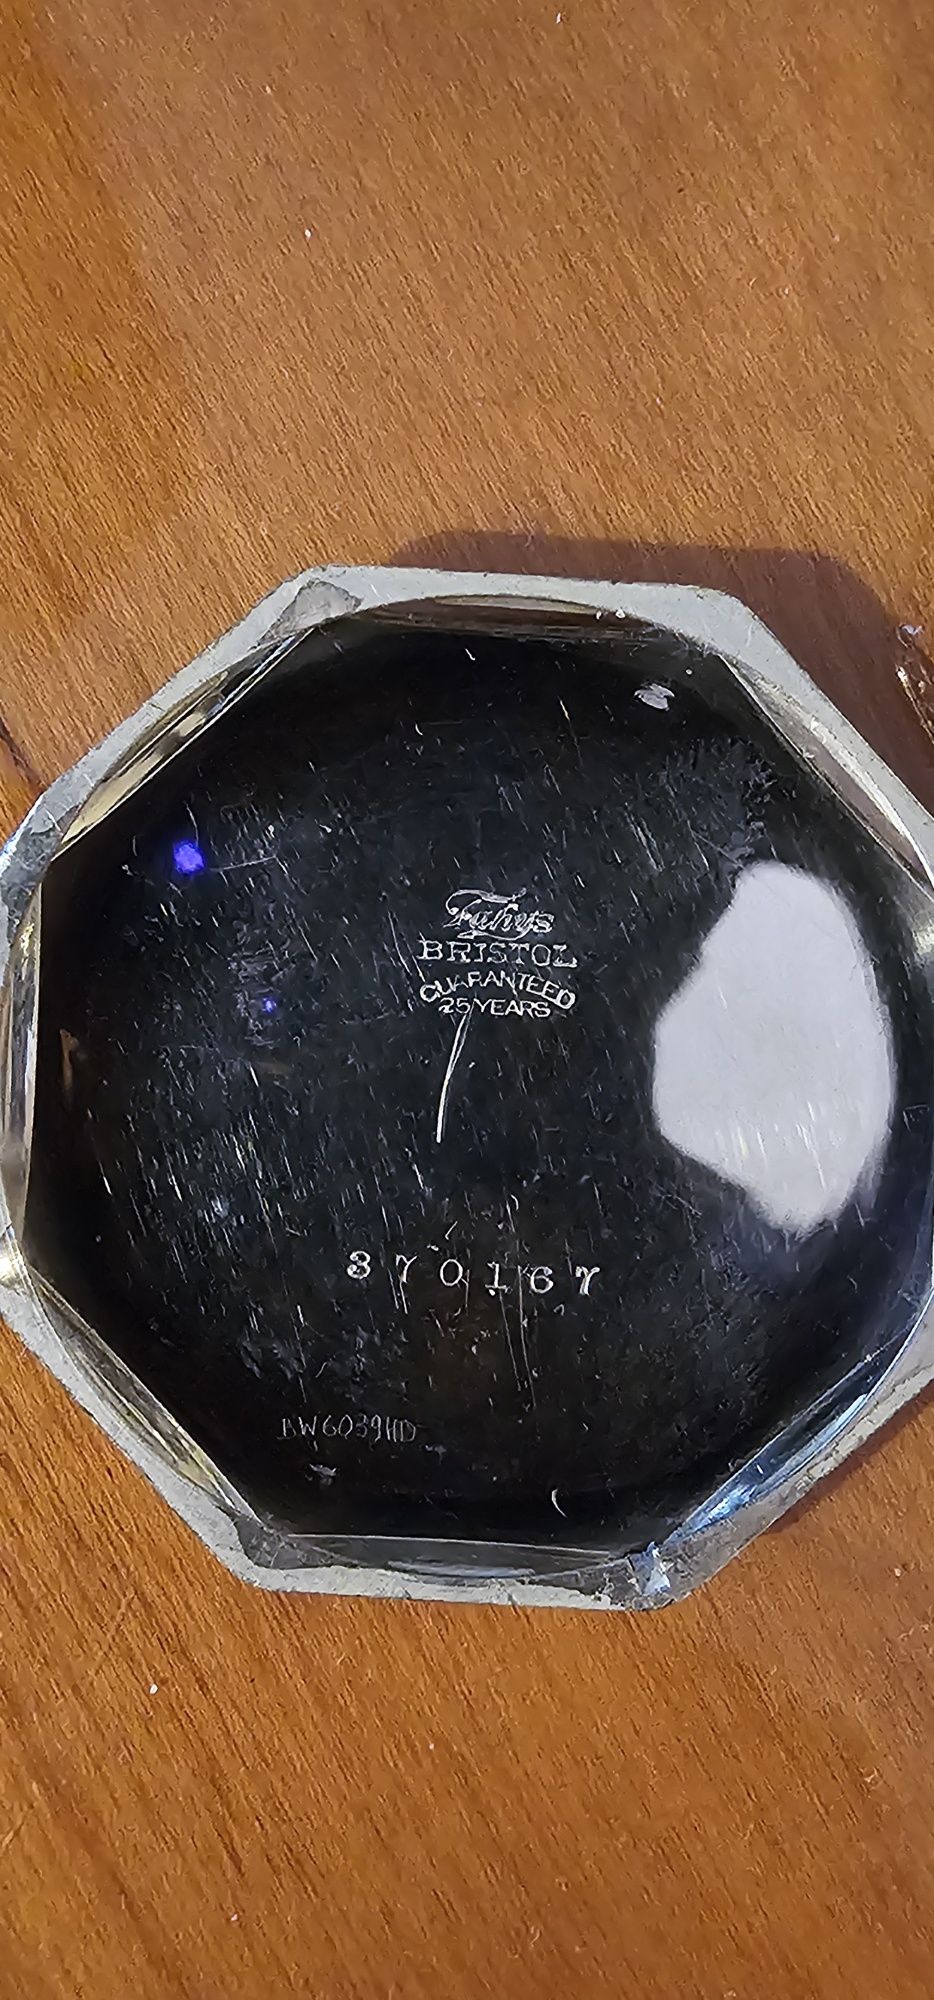 Fahys
BRISTOL
GUARANTEED
25 YEARS
370167
BW6039HD